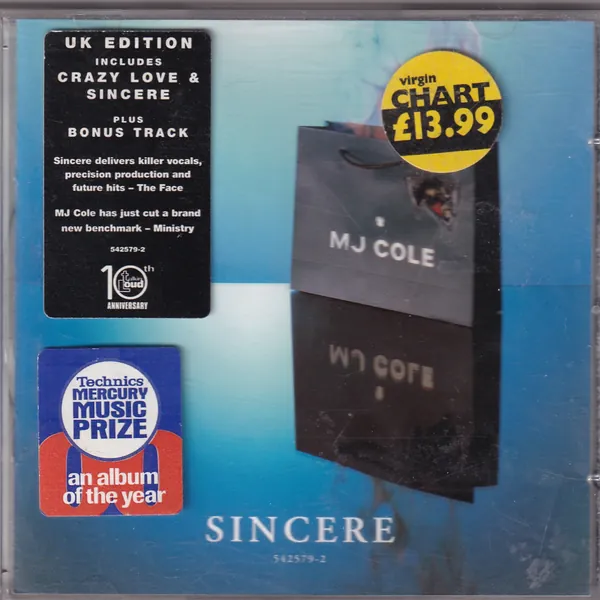 UK EDITION
INCLUDES
CRAZY LOVE &
SINCERE
PLUS
BONUS TRACK
Sincere delivers killer vocals,
precision production and
future hits – The Face
MJ Cole has just cut a brand
new benchmark – Ministry
542579-2
10th
talkin
loud
ANNIVERSARY
virgin
CHART
£13.99
MJ COLE
MJ COLE
Technics
MERCURY
MUSIC
PRIZE
an album
of the year
SINCERE
542579-2